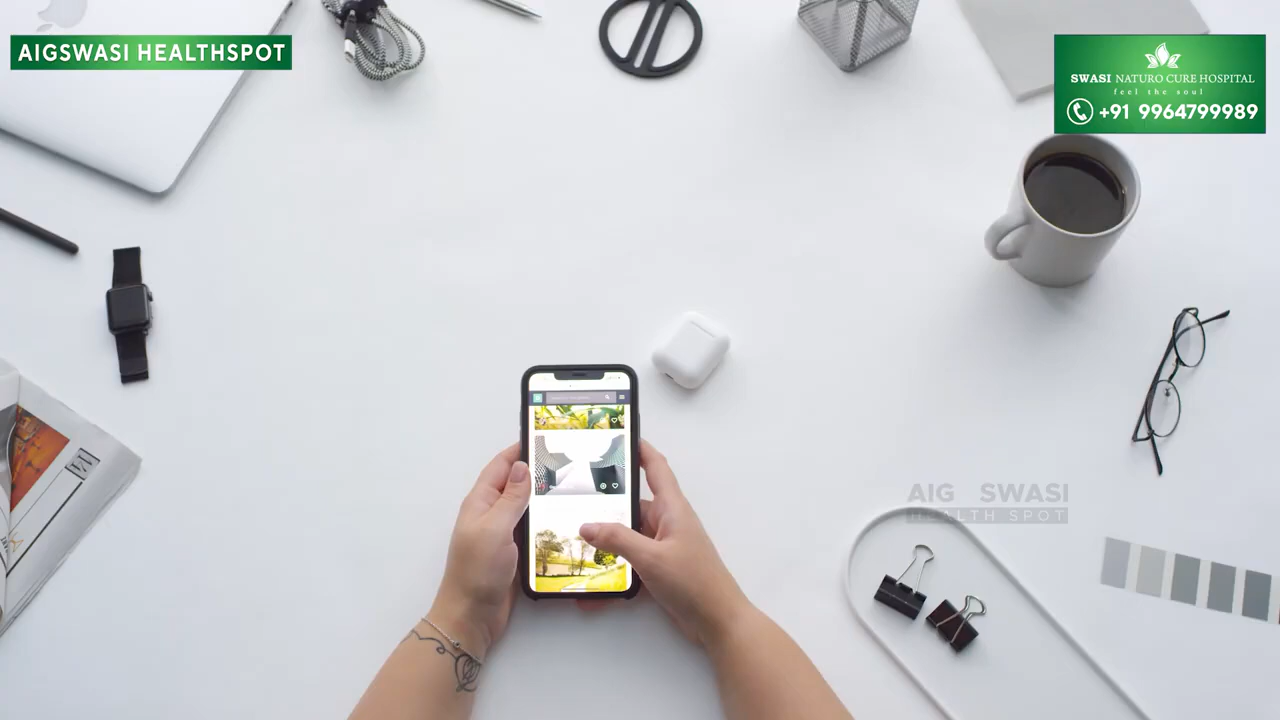 AIGSWASI HEALTHSPOT
SWASI NATURO CURE HOSPITAL
feel the soul
+91 9964799989
AIG SWASI
HEALTH SPOT